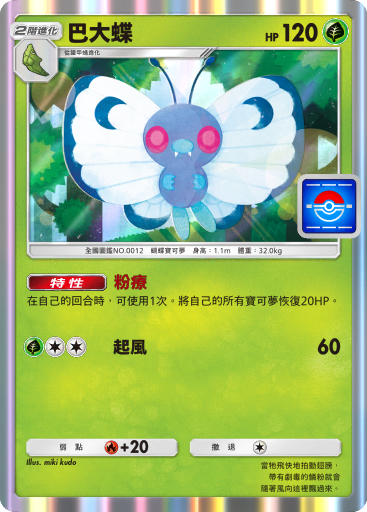 2階進化
巴大蝶
HP 120
從鐵甲蛹進化
全國圖鑑NO.0012 蝴蝶寶可夢 身高：1.1m 體重：32.0kg
特性 粉療
在自己的回合時，可使用1次。將自己的所有寶可夢恢復20HP。
起風 60
弱點 +20 撤退
Illus. miki kudo
當牠飛快地拍動翅膀，
帶有劇毒的鱗粉就會
隨著風向這裡飄過來。